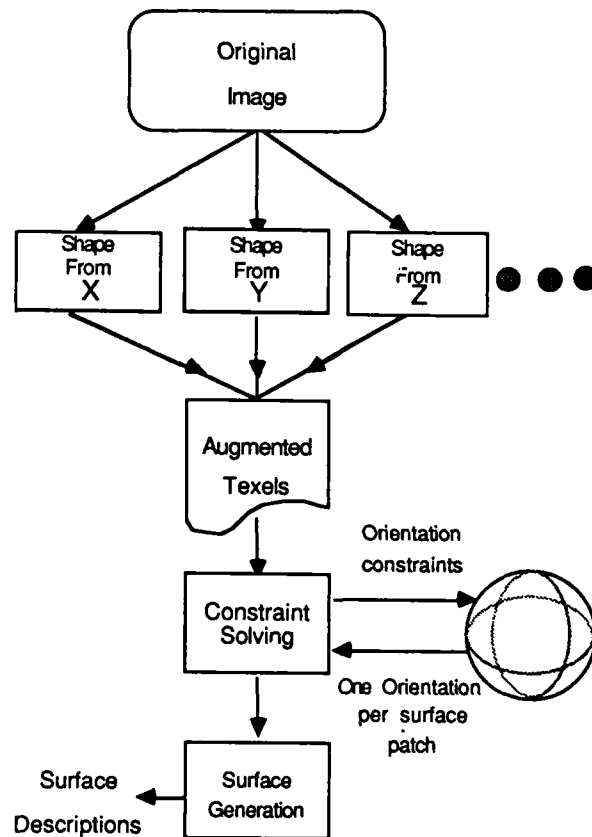 Original
Image
Shape
From
X
Shape
From
Y
Shape
From
Z
Augmented
Texels
Orientation
constraints
Constraint
Solving
One Orientation
per surface
patch
Surface
Generation
Surface
Descriptions